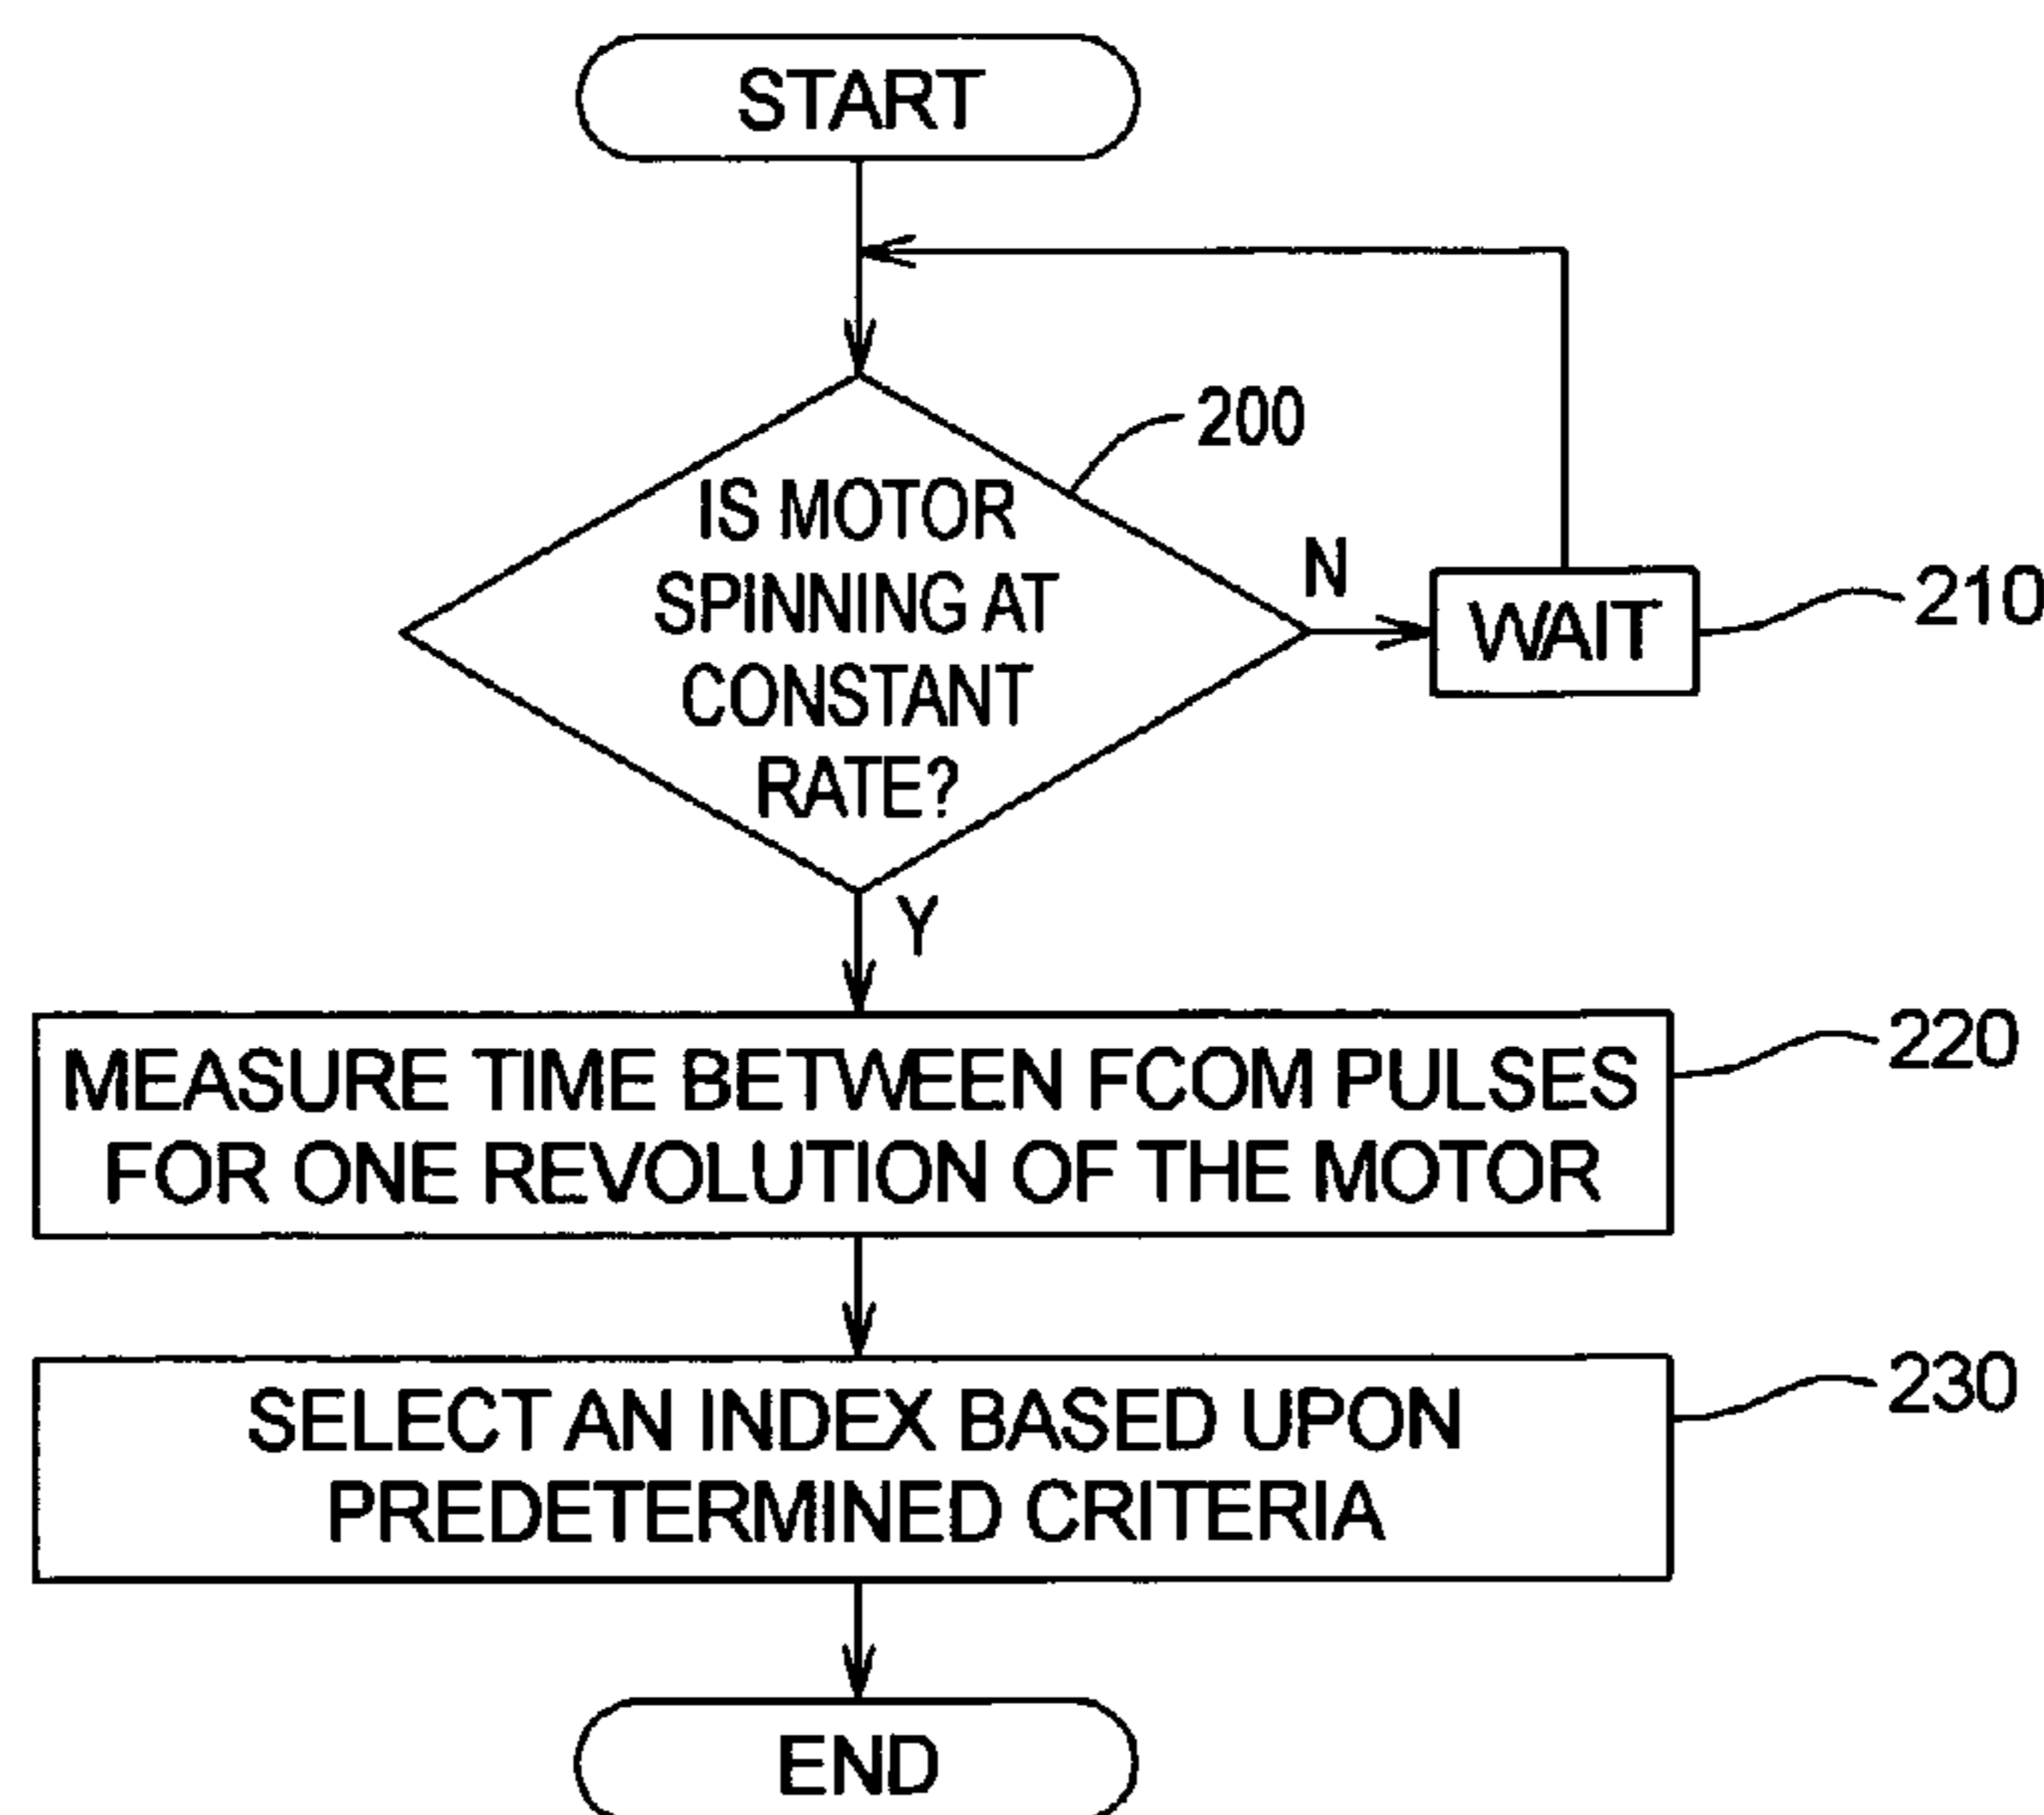 START
200
IS MOTOR
SPINNING AT
CONSTANT
RATE?
N
WAIT
210
Y
MEASURE TIME BETWEEN FCOM PULSES
FOR ONE REVOLUTION OF THE MOTOR
220
SELECT AN INDEX BASED UPON
PREDETERMINED CRITERIA
230
END